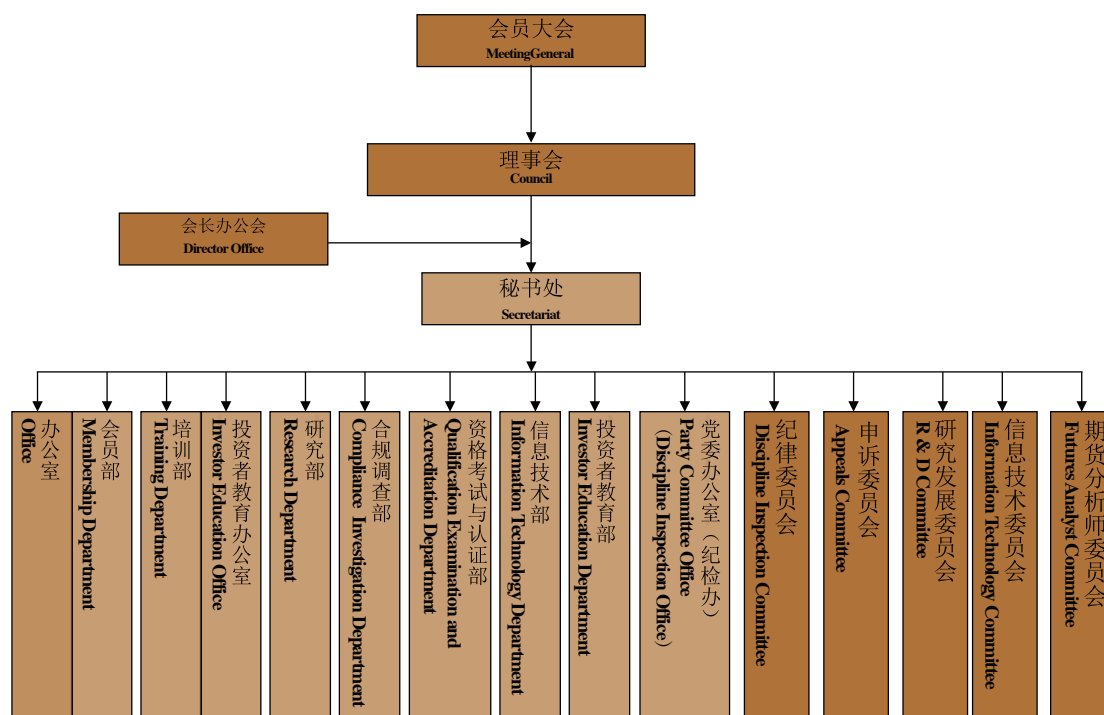 会员大会
MeetingGeneral
理事会
Council
会长办公会
Director Office
秘书处
Secretariat
办公室
Office
会员部
Membership Department
培训部
Training Department
投资者教育办公室
Investor Education Office
研究部
Research Department
合规调查部
Compliance Investigation Department
资格考试与认证部
Qualification Examination and
Accreditation Department
信息技术部
Information Technology Department
投资者教育部
Investor Education Department
党委办公室（纪检办）
Party Committee Office
（Discipline Inspection Office）
纪律委员会
Discipline Inspection Committee
申诉委员会
Appeals Committee
研究发展委员会
R & D Committee
信息技术委员会
Information Technology Committee
期货分析师委员会
Futures Analyst Committee